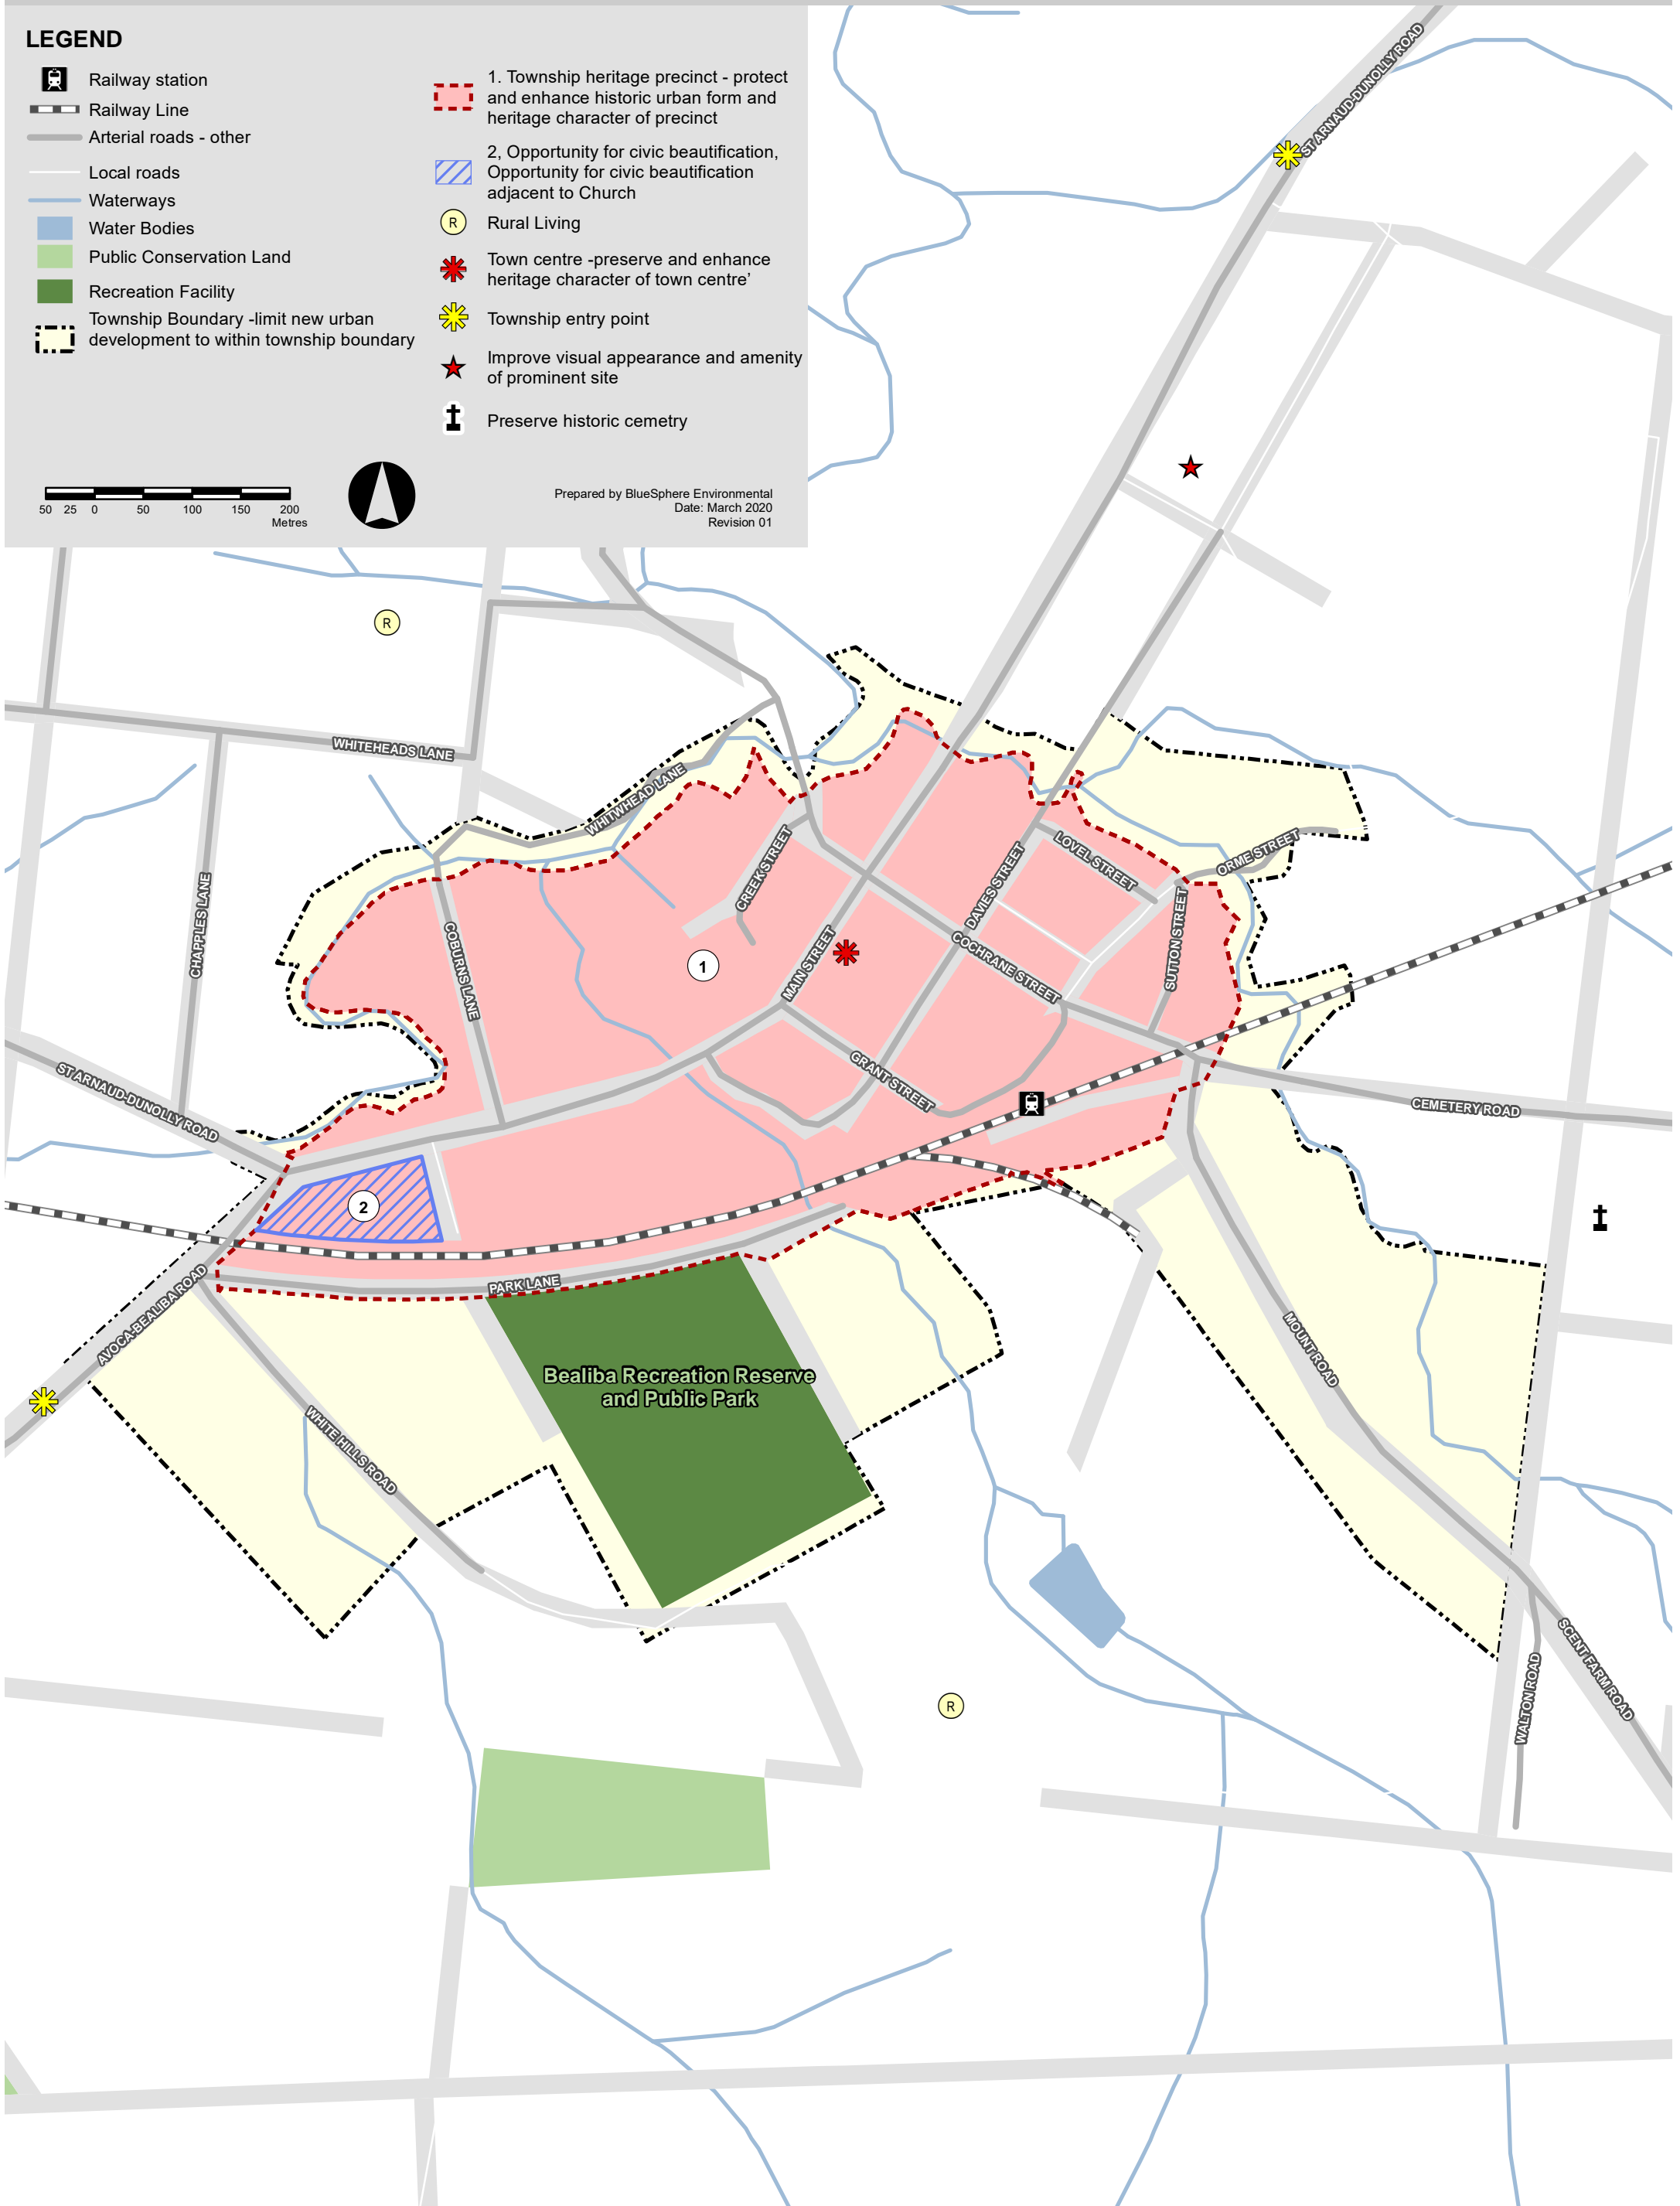 LEGEND
Railway station
Railway Line
Arterial roads - other
Local roads
Waterways
Water Bodies
Public Conservation Land
Recreation Facility
Township Boundary -limit new urban
development to within township boundary
1. Township heritage precinct - protect
and enhance historic urban form and
heritage character of precinct
2, Opportunity for civic beautification,
Opportunity for civic beautification
adjacent to Church
R
Rural Living
Town centre -preserve and enhance
heritage character of town centre'
Township entry point
Improve visual appearance and amenity
of prominent site
Preserve historic cemetry
50 25 0 50 100 150 200
Metres
Prepared by BlueSphere Environmental
Date: March 2020
Revision 01
ST ARNAUD-DUNOLLY ROAD
R
WHITEHEADS LANE
WHITWHEAD LANE
CHAPPLES LANE
COBURNS LANE
CREEK STREET
MAIN STREET
DAVIES STREET
LOVEL STREET
ORME STREET
COCHRANE STREET
SUTTON STREET
1
GRANT STREET
ST ARNAUD-DUNOLLY ROAD
CEMETERY ROAD
2
PARK LANE
AVOCA-BEALIBA ROAD
Bealiba Recreation Reserve
and Public Park
WHITE HILLS ROAD
MOUNT ROAD
R
WALTON ROAD
SCENT FARM ROAD